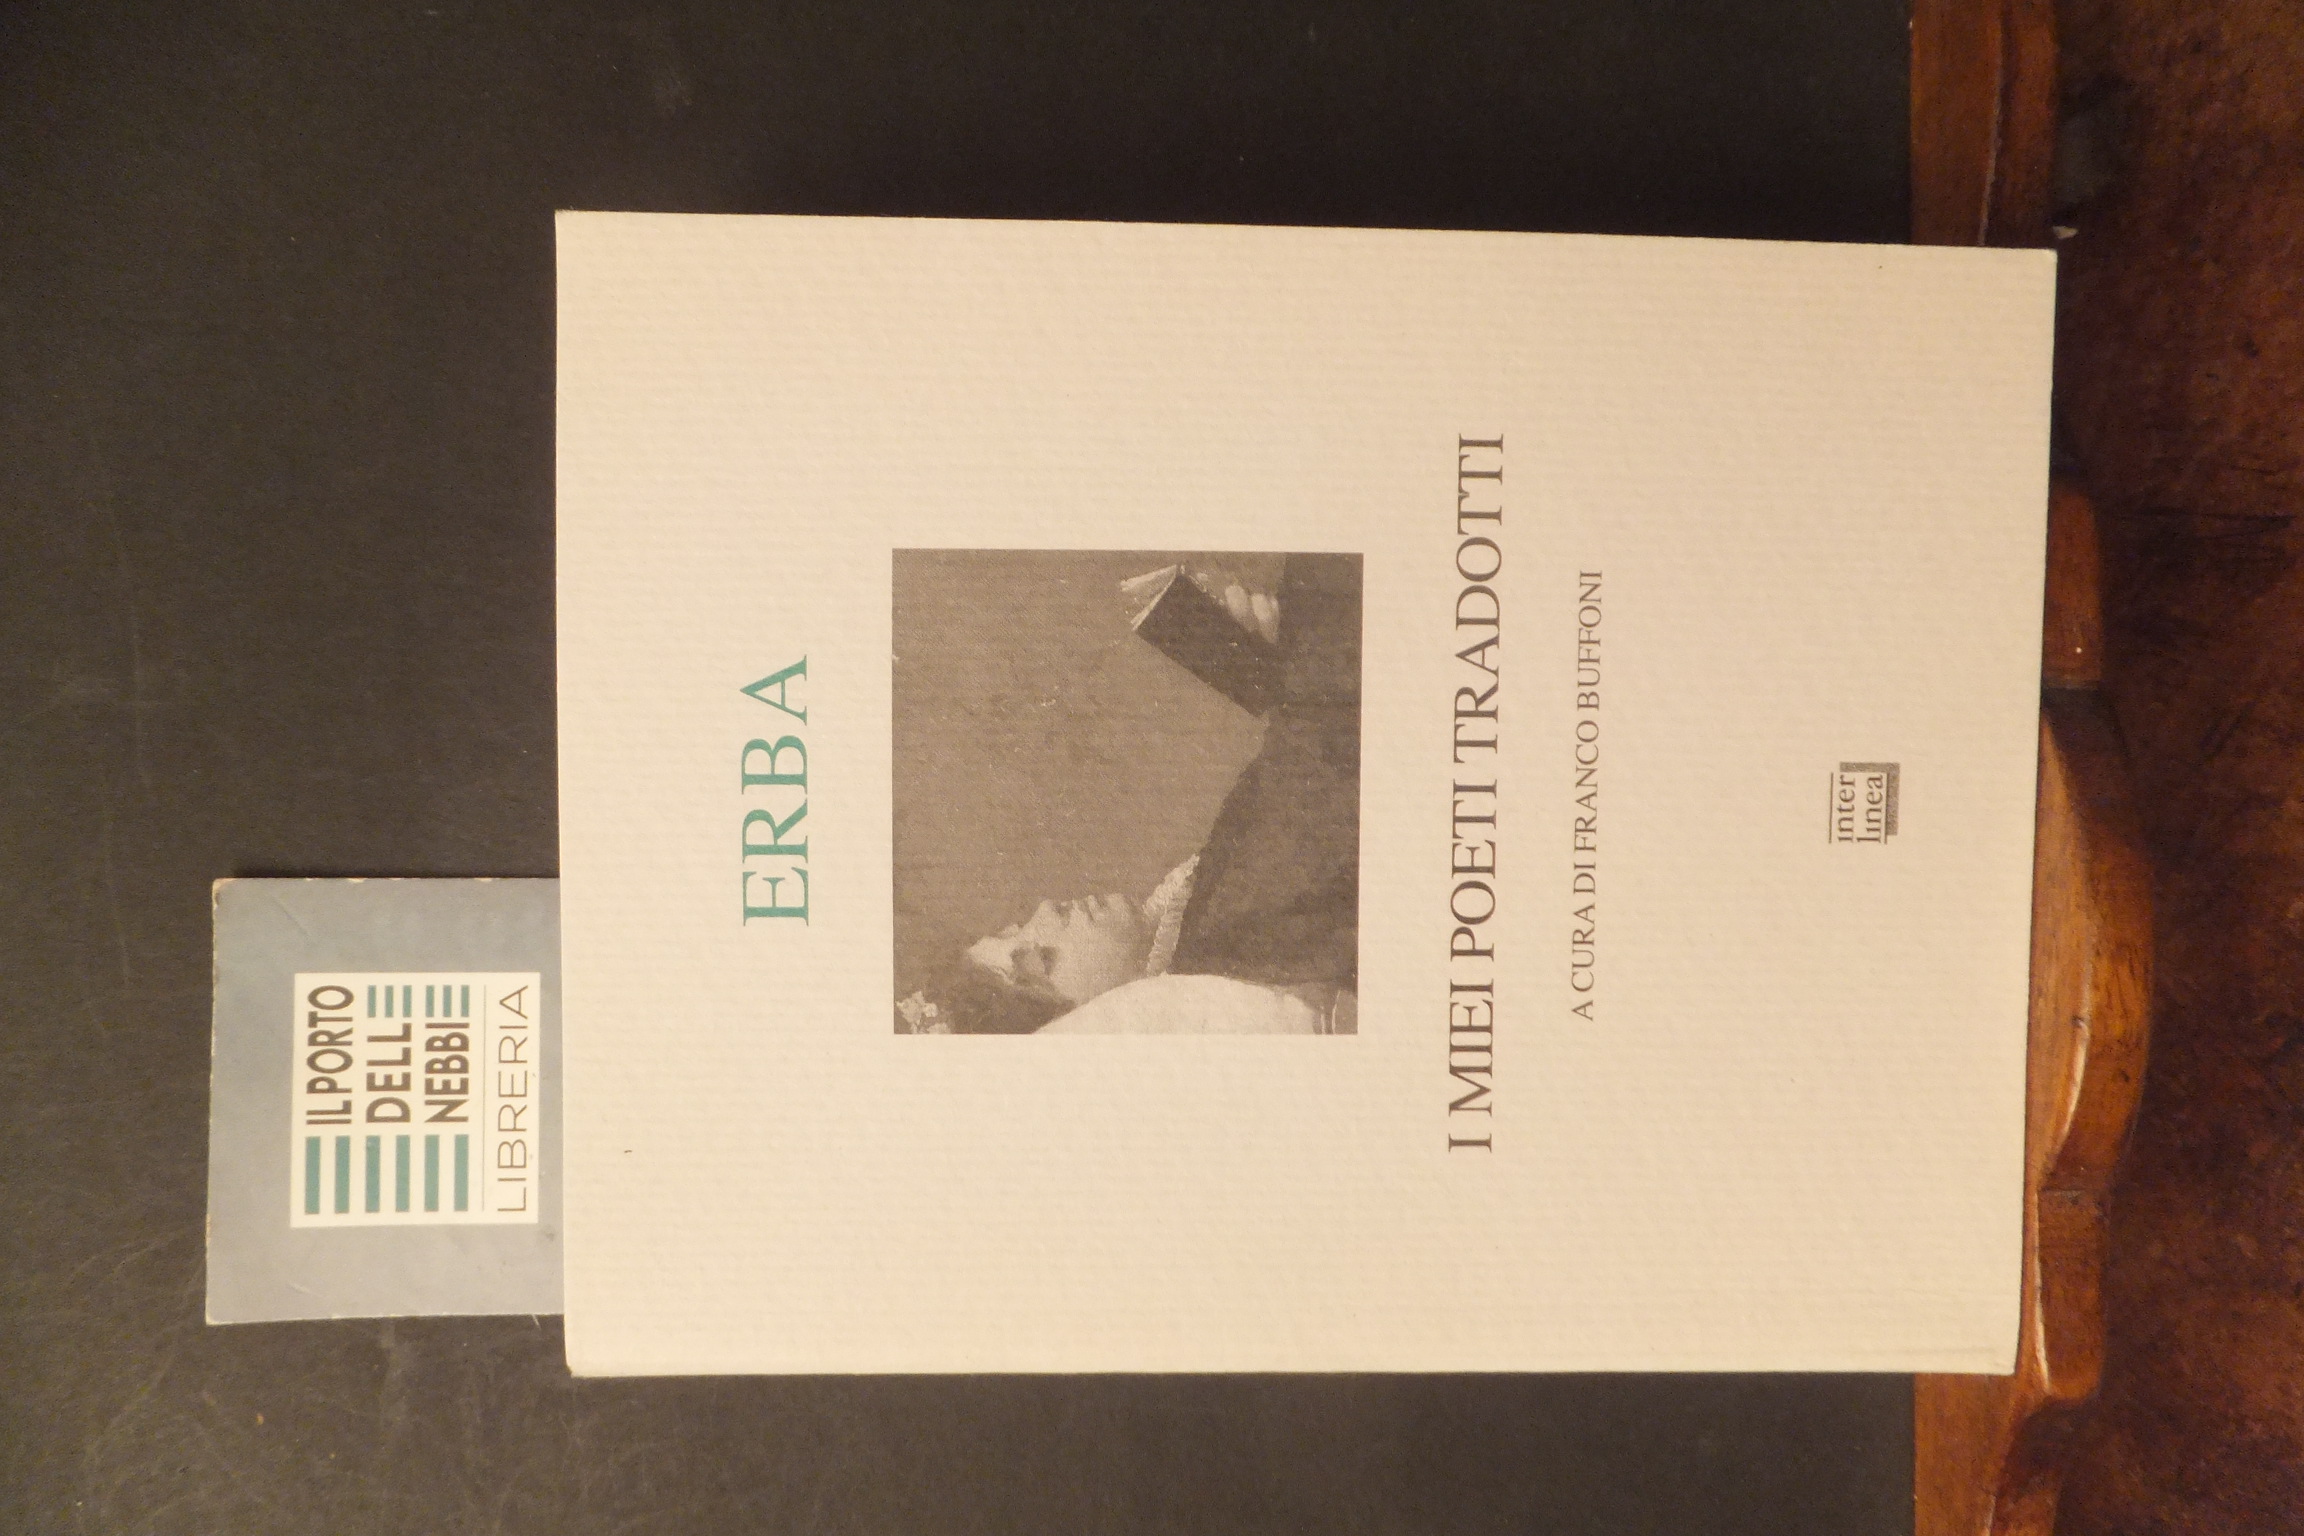 IL PORTO
DELL
NEBBI
LIBRERIA
ERBA
I MIEI POETI TRADOTTI
A CURA DI FRANCO BUFFONI
inter
linea